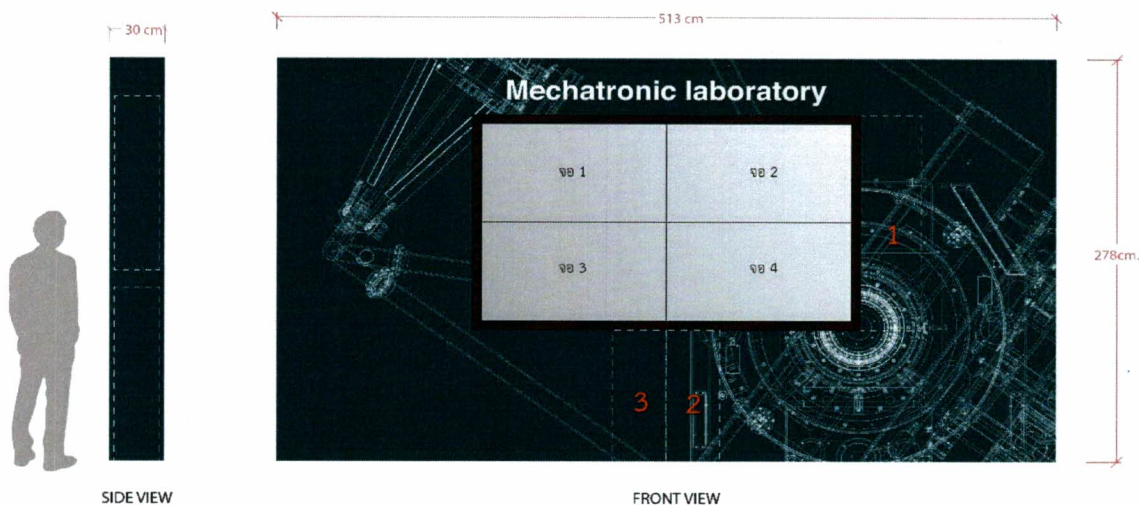 30 cm
513 cm
Mechatronic laboratory
จอ 1
จอ 2
1
จอ 3
จอ 4
278cm.
3
2
SIDE VIEW
FRONT VIEW